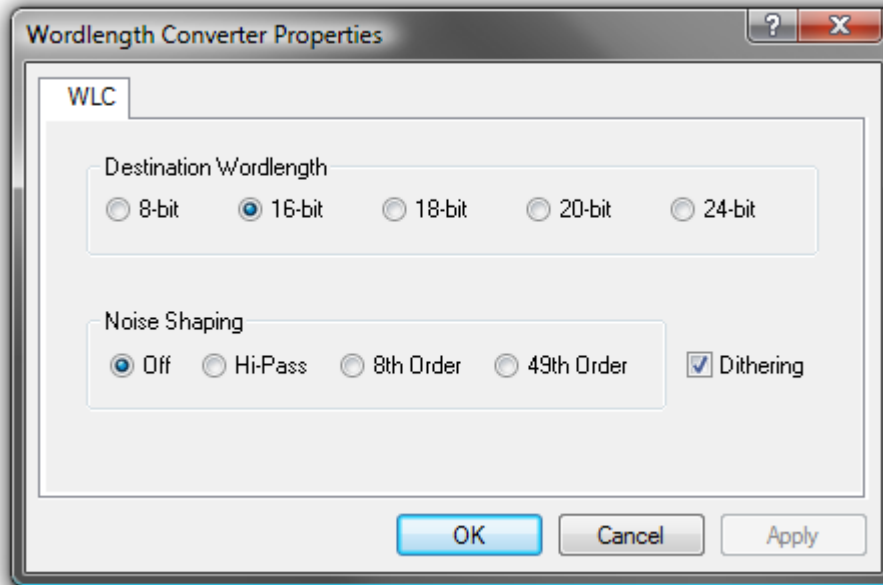 Wordlength Converter Properties
WLC
Destination Wordlength
8-bit 16-bit 18-bit 20-bit 24-bit
Noise Shaping
Off Hi-Pass 8th Order 49th Order Dithering
OK Cancel Apply